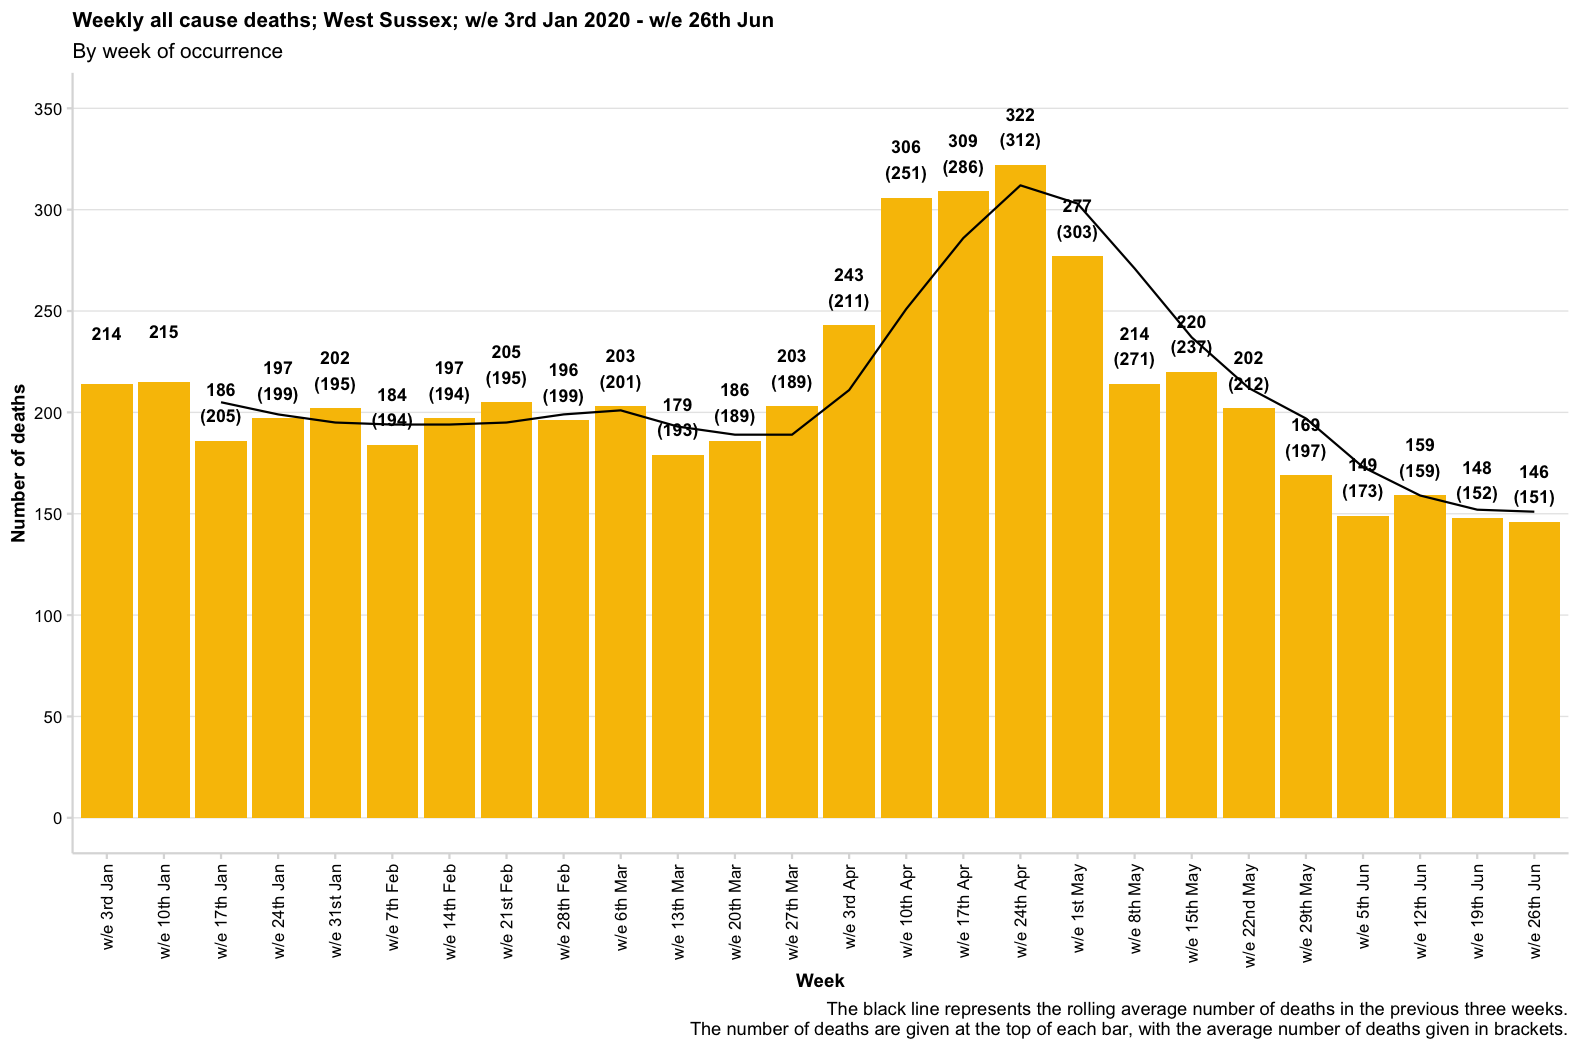 Weekly all cause deaths; West Sussex; w/e 3rd Jan 2020 - w/e 26th Jun
By week of occurrence
Number of deaths
350
300
250
200
150
100
50
0
214
215
186
(205)
197
(199)
202
(195)
184
(194)
197
(194)
205
(195)
196
(199)
203
(201)
179
(193)
186
(189)
203
(189)
243
(211)
306
(251)
309
(286)
322
(312)
277
(303)
214
(271)
220
(237)
202
(212)
169
(197)
149
(173)
159
(159)
148
(152)
146
(151)
w/e 3rd Jan
w/e 10th Jan
w/e 17th Jan
w/e 24th Jan
w/e 31st Jan
w/e 7th Feb
w/e 14th Feb
w/e 21st Feb
w/e 28th Feb
w/e 6th Mar
w/e 13th Mar
w/e 20th Mar
w/e 27th Mar
w/e 3rd Apr
w/e 10th Apr
w/e 17th Apr
w/e 24th Apr
w/e 1st May
w/e 8th May
w/e 15th May
w/e 22nd May
w/e 29th May
w/e 5th Jun
w/e 12th Jun
w/e 19th Jun
w/e 26th Jun
Week
The black line represents the rolling average number of deaths in the previous three weeks.
The number of deaths are given at the top of each bar, with the average number of deaths given in brackets.